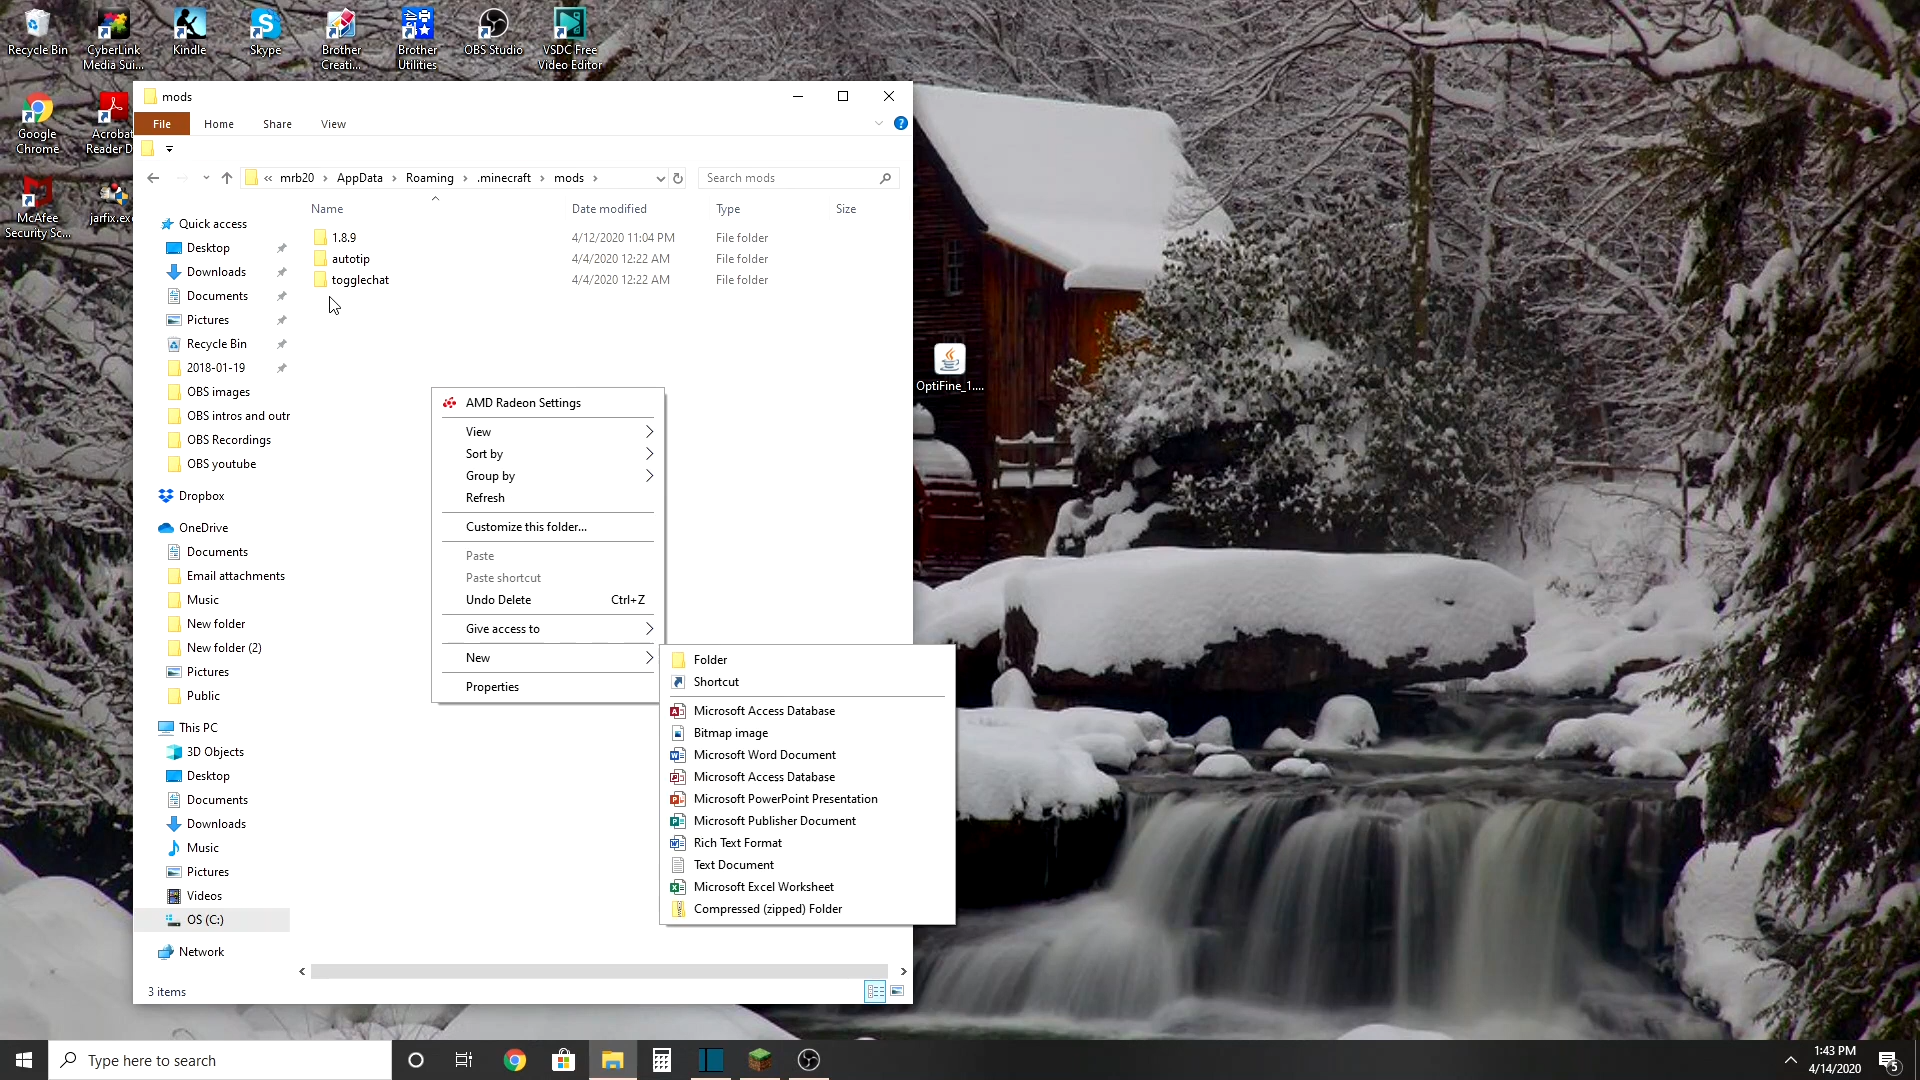 Recycle Bin
CyberLink
Media Sui...
Kindle
Skype
Brother
Creati...
Brother
Utilities
OBS Studio
VSDC Free
Video Editor
Google
Chrome
Acrobat
Reader D
McAfee
Security Sc...
jarfix.exe
OptiFine_1....
mods
File
Home
Share
View
« mrb20 > AppData > Roaming > .minecraft > mods >
Search mods
Name
Date modified
Type
Size
1.8.9 4/12/2020 11:04 PM File folder
autotip 4/4/2020 12:22 AM File folder
togglechat 4/4/2020 12:22 AM File folder
Quick access
Desktop
Downloads
Documents
Pictures
Recycle Bin
2018-01-19
OBS images
OBS intros and outr
OBS Recordings
OBS youtube
Dropbox
OneDrive
Documents
Email attachments
Music
New folder
New folder (2)
Pictures
Public
This PC
3D Objects
Desktop
Documents
Downloads
Music
Pictures
Videos
OS (C:)
Network
3 items
AMD Radeon Settings
View
Sort by
Group by
Refresh
Customize this folder...
Paste
Paste shortcut
Undo Delete Ctrl+Z
Give access to
New
Properties
Folder
Shortcut
Microsoft Access Database
Bitmap image
Microsoft Word Document
Microsoft Access Database
Microsoft PowerPoint Presentation
Microsoft Publisher Document
Rich Text Format
Text Document
Microsoft Excel Worksheet
Compressed (zipped) Folder
Type here to search
1:43 PM
4/14/2020
5